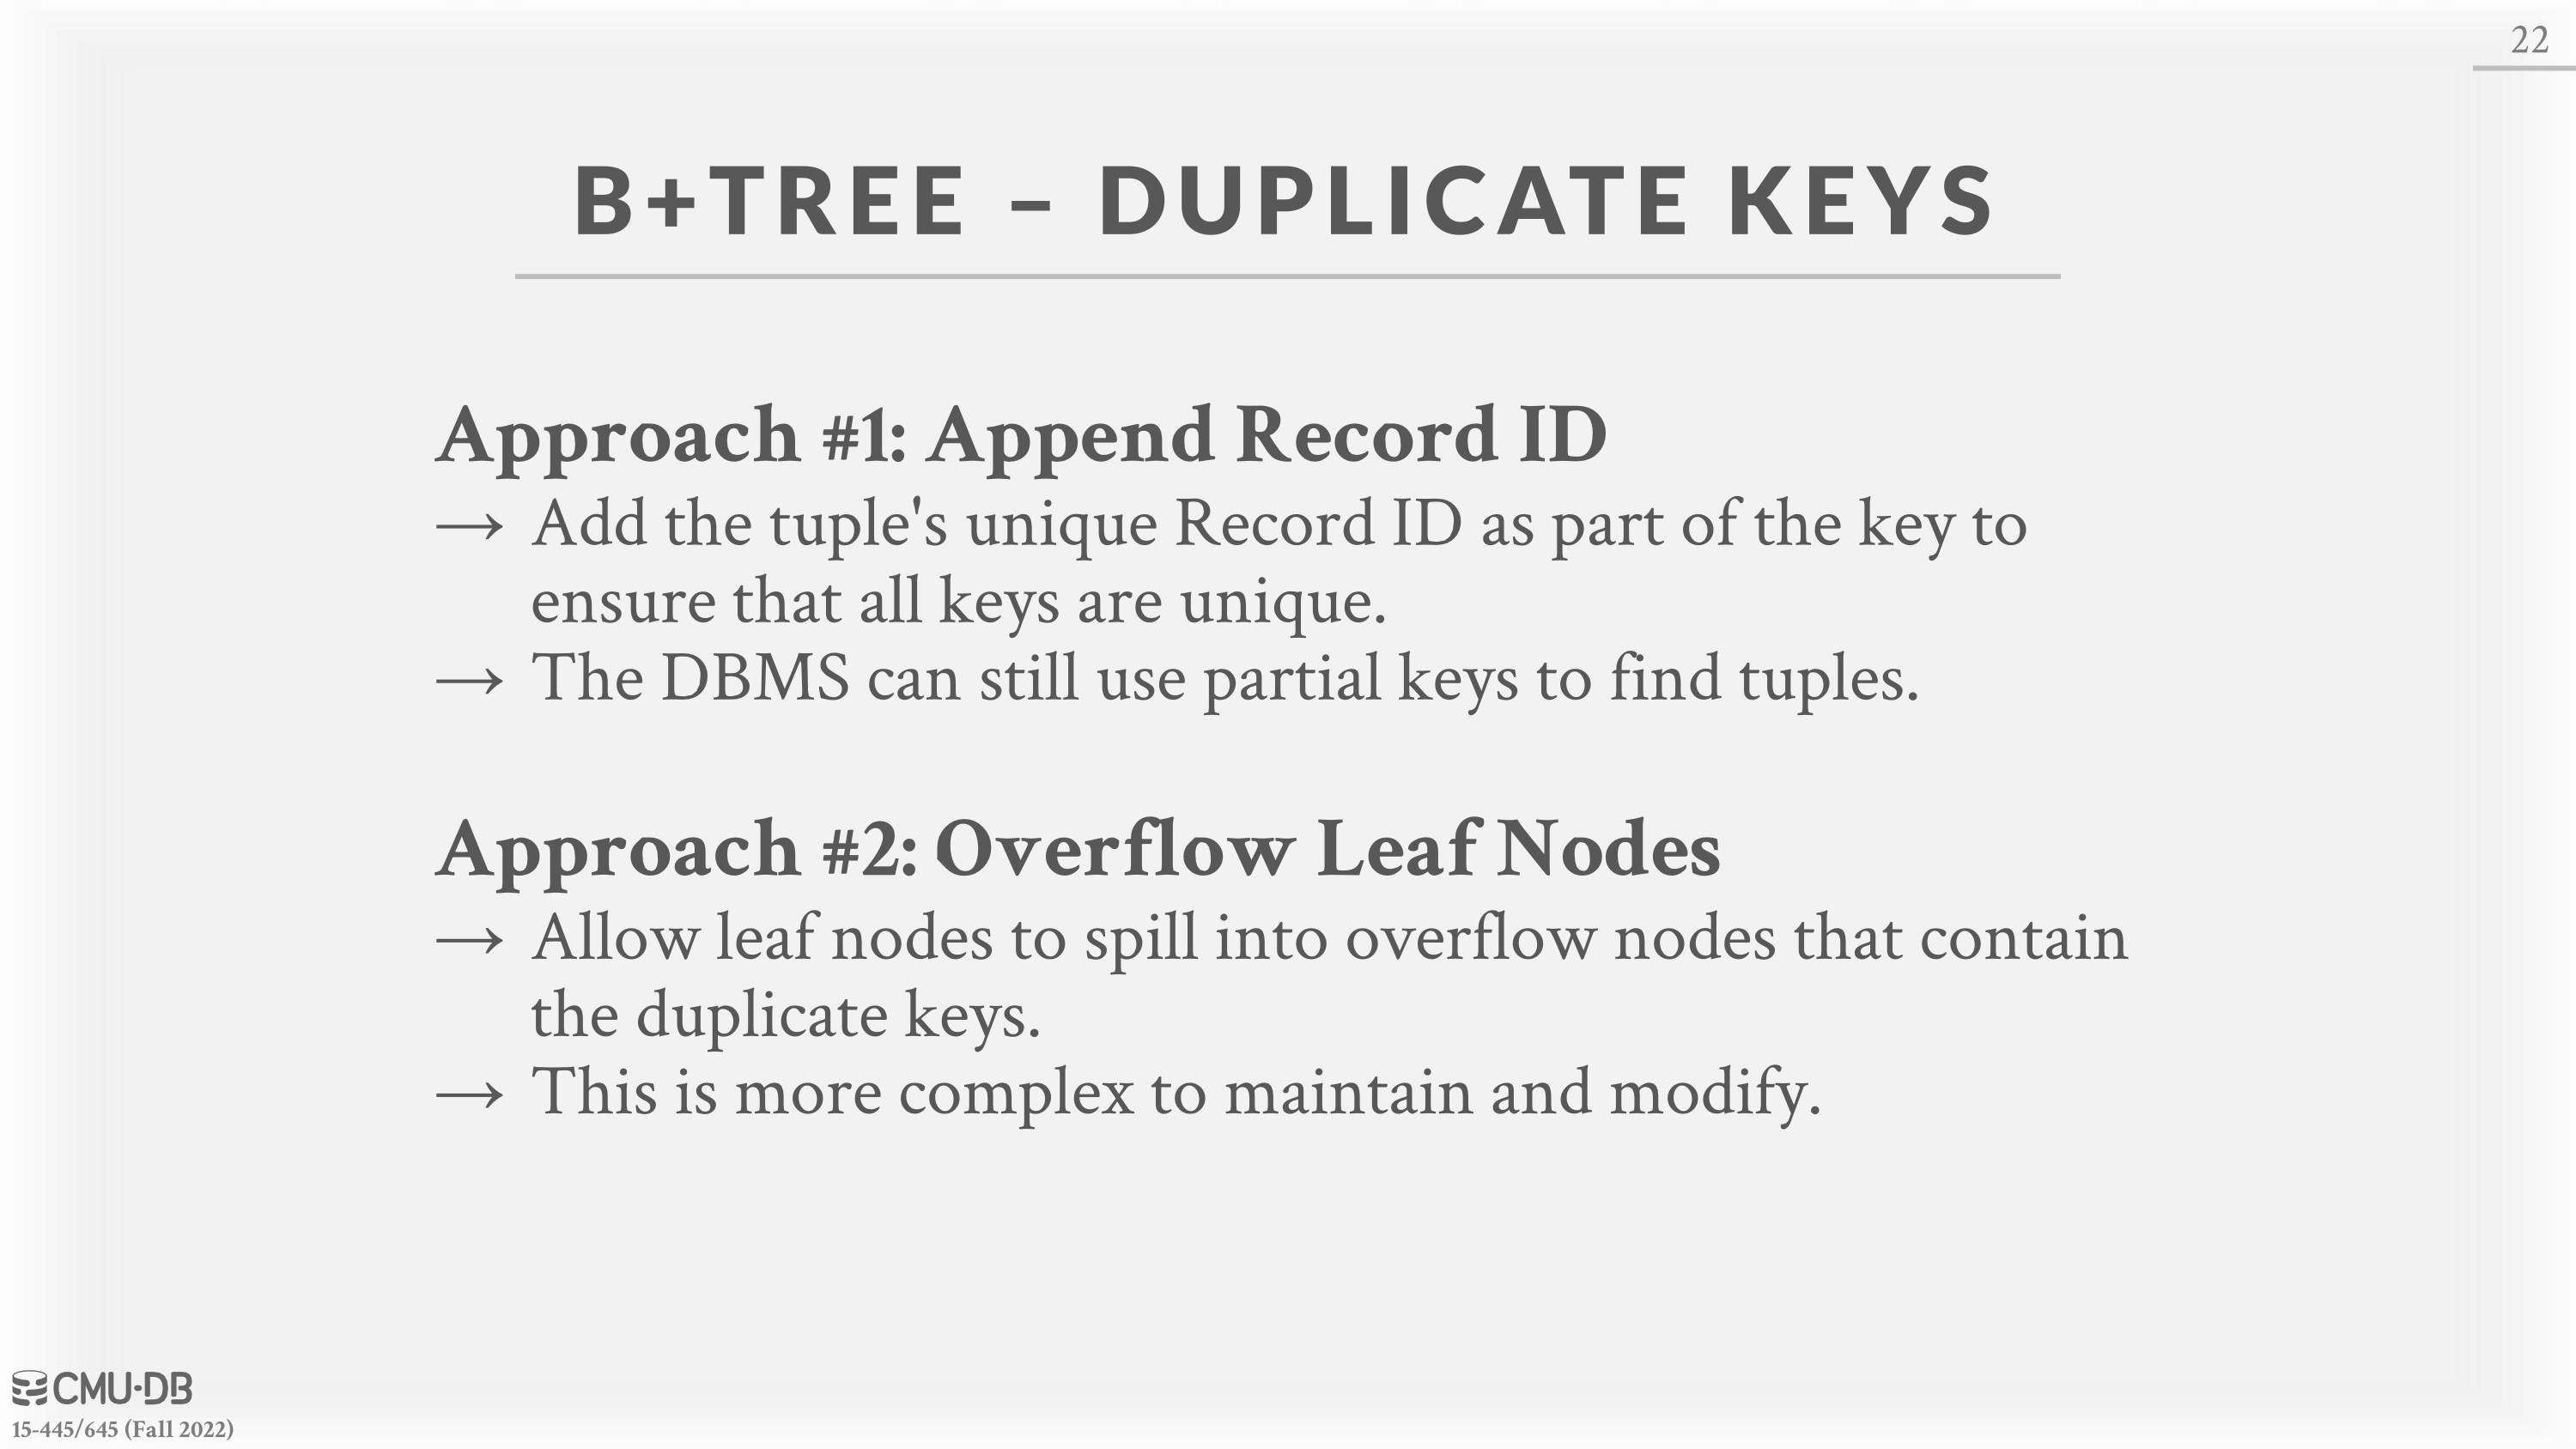 22
B+TREE – DUPLICATE KEYS
Approach #1: Append Record ID
→ Add the tuple's unique Record ID as part of the key to
ensure that all keys are unique.
→ The DBMS can still use partial keys to find tuples.
Approach #2: Overflow Leaf Nodes
→ Allow leaf nodes to spill into overflow nodes that contain
the duplicate keys.
→ This is more complex to maintain and modify.
CMU·DB
15-445/645 (Fall 2022)